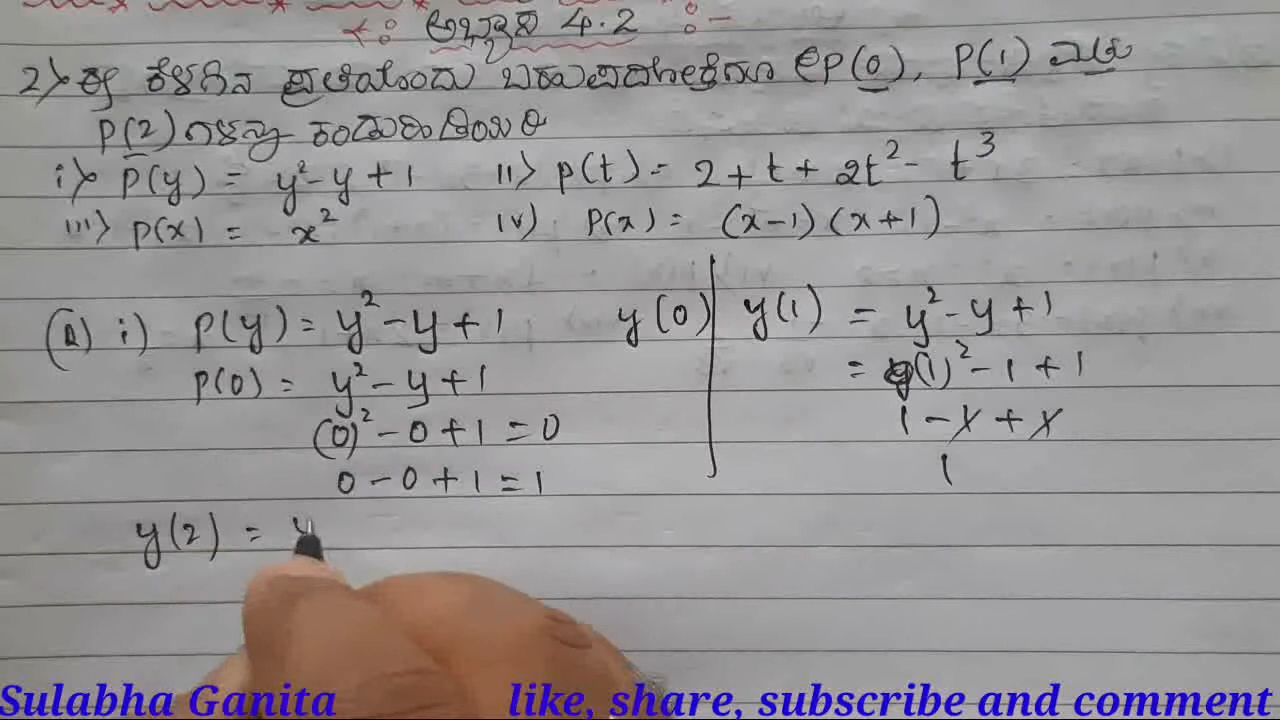 ಅಭ್ಯಾಸ 4.2 :-
2) ಈ ಕೆಳಗಿನ ಪ್ರತಿಯೊಂದು ಬಹುಪದೋಕ್ತಿಗೂ P(0), P(1) ಮತ್ತು
P(2) ಗಳನ್ನು ಕಂಡುಹಿಡಿಯಿರಿ
i) P(y) = y² - y + 1 ii) p(t) = 2 + t + 2t² - t³
iii) p(x) = x² iv) P(x) = (x-1)(x+1)
i) p(y) = y² - y + 1 y(0) y(1) = y² - y + 1
p(0) = y² - y + 1 = (1)² - 1 + 1
(0)² - 0 + 1 = 0 1 - 1 + 1
0 - 0 + 1 = 1 1
y(2) = y
Sulabha Ganita like, share, subscribe and comment